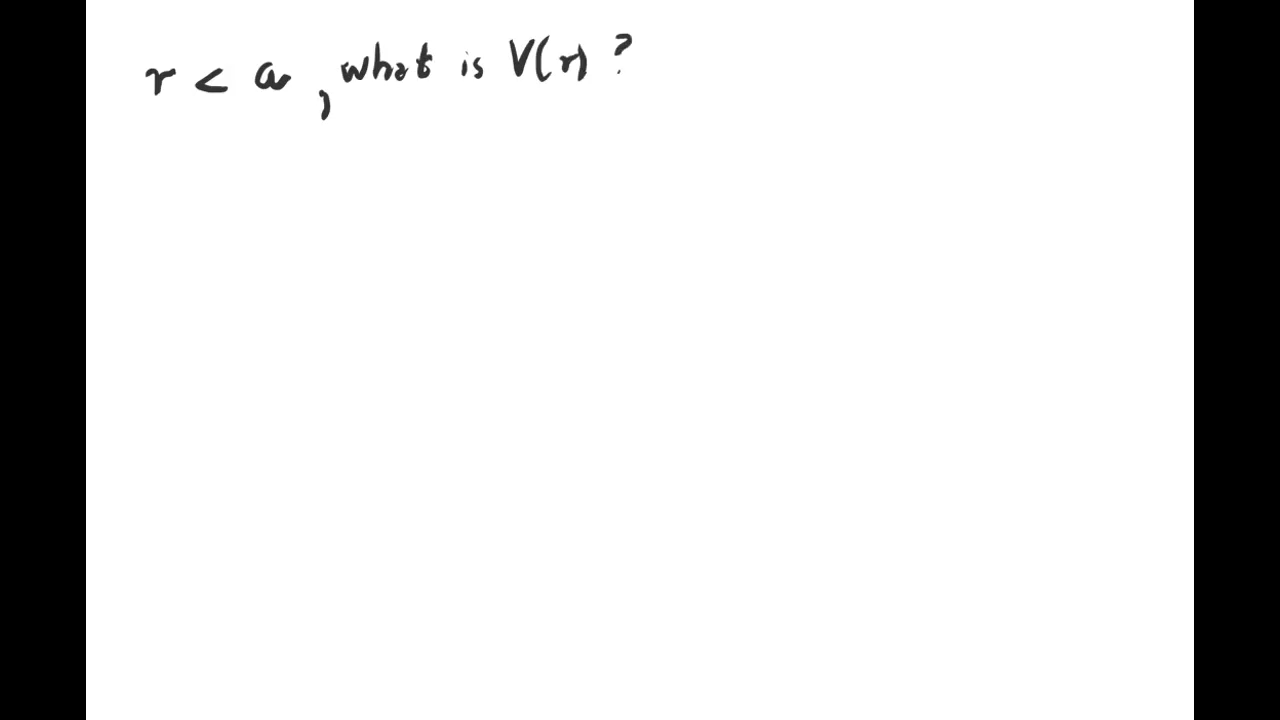 r < a , what is V(r) ?